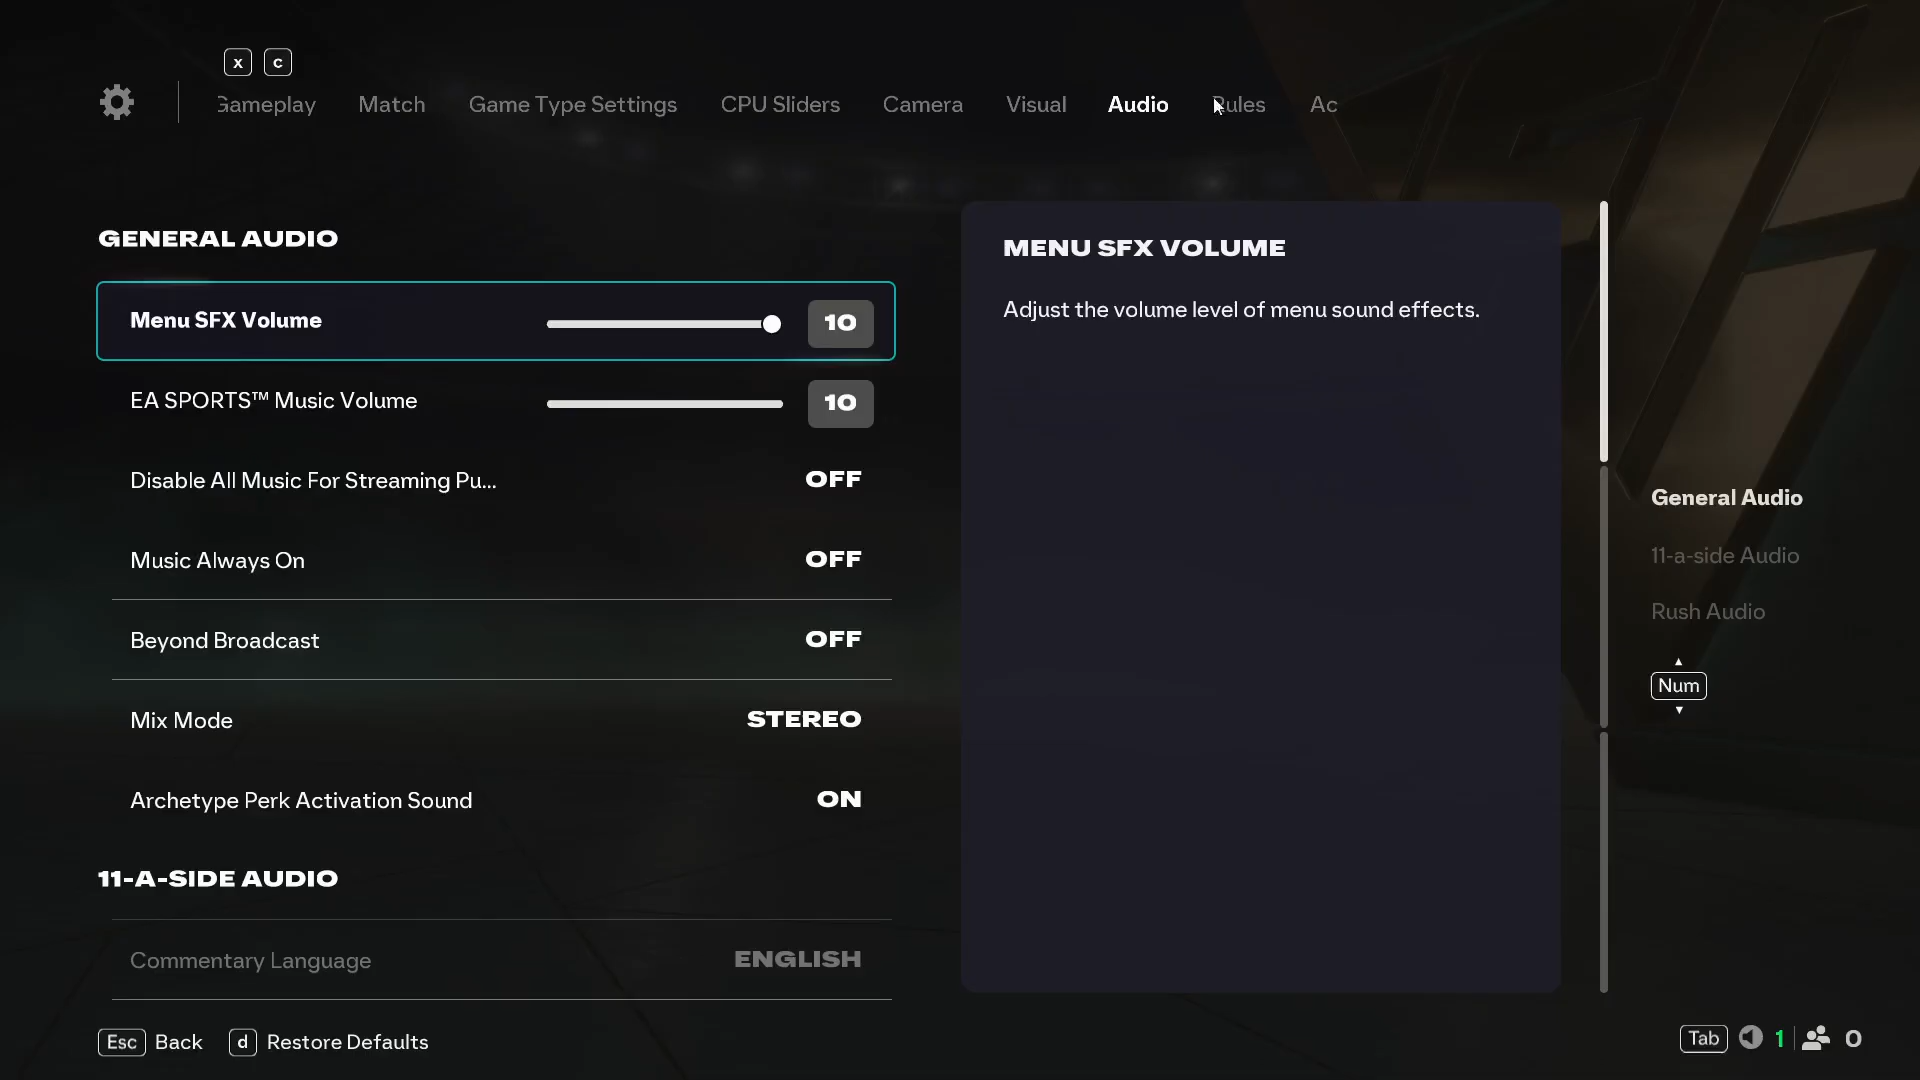 x c
Gameplay Match Game Type Settings CPU Sliders Camera Visual Audio Rules Ac
GENERAL AUDIO
Menu SFX Volume 10
EA SPORTS™ Music Volume 10
Disable All Music For Streaming Pu... OFF
Music Always On OFF
Beyond Broadcast OFF
Mix Mode STEREO
Archetype Perk Activation Sound ON
11-A-SIDE AUDIO
Commentary Language ENGLISH
MENU SFX VOLUME
Adjust the volume level of menu sound effects.
General Audio
11-a-side Audio
Rush Audio
Num
Esc Back d Restore Defaults
Tab 1 0